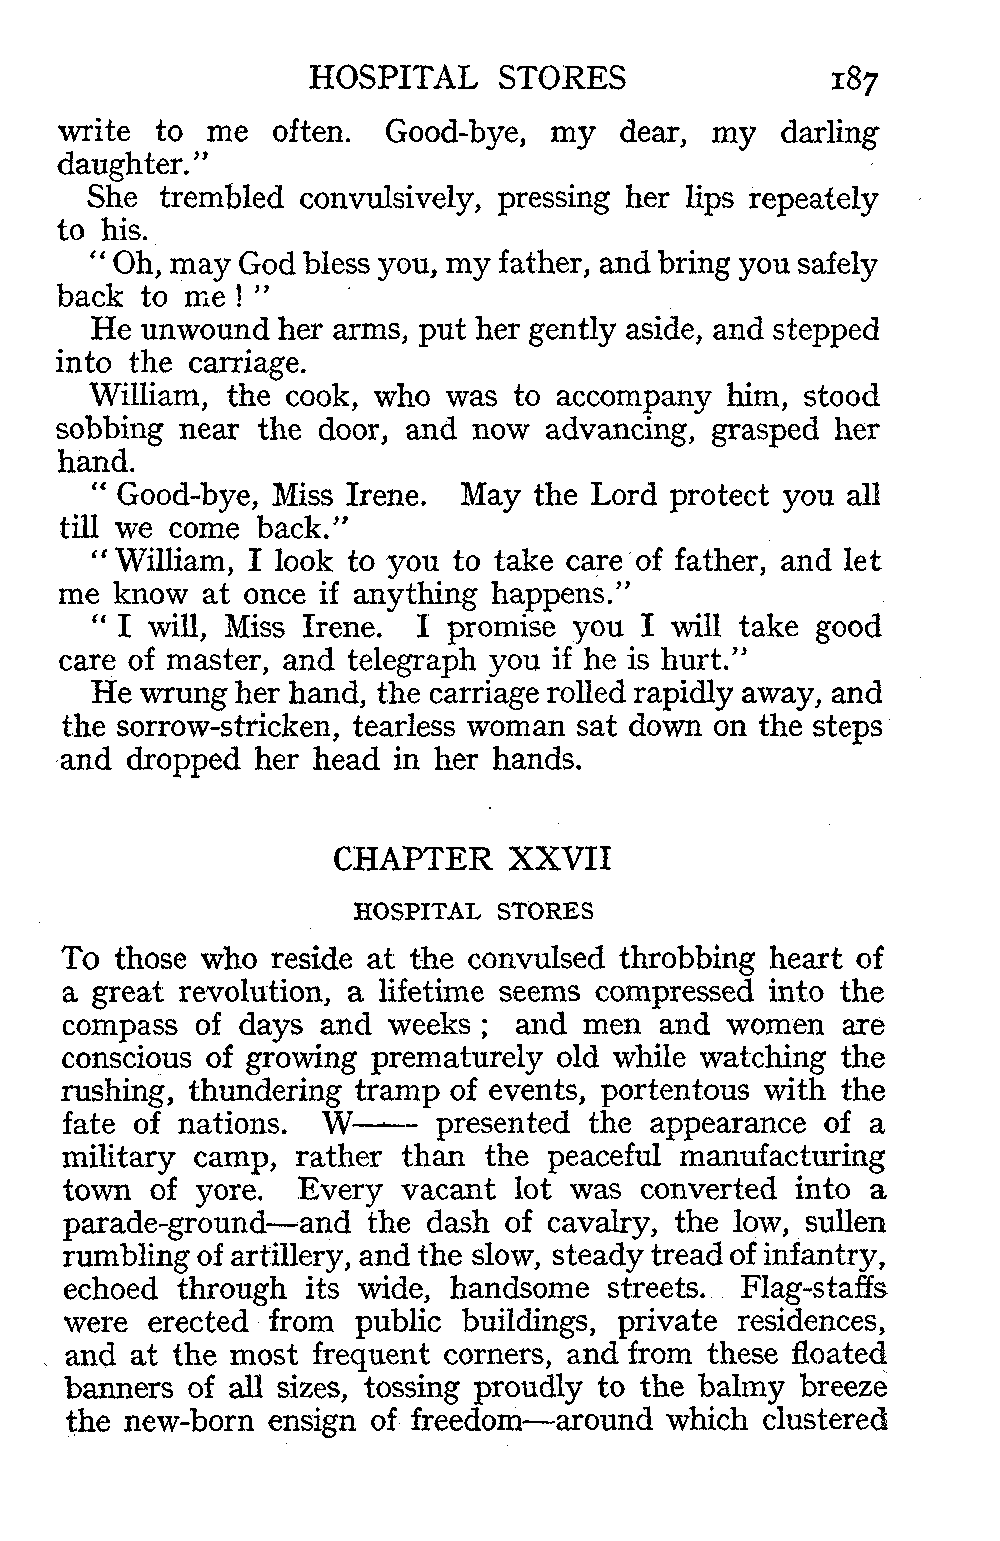 HOSPITAL STORES 187
write to me often. Good-bye, my dear, my darling
daughter."
She trembled convulsively, pressing her lips repeately
to his.
"Oh, may God bless you, my father, and bring you safely
back to me!"
He unwound her arms, put her gently aside, and stepped
into the carriage.
William, the cook, who was to accompany him, stood
sobbing near the door, and now advancing, grasped her
hand.
"Good-bye, Miss Irene. May the Lord protect you all
till we come back."
"William, I look to you to take care of father, and let
me know at once if anything happens."
"I will, Miss Irene. I promise you I will take good
care of master, and telegraph you if he is hurt."
He wrung her hand, the carriage rolled rapidly away, and
the sorrow-stricken, tearless woman sat down on the steps
and dropped her head in her hands.
CHAPTER XXVII
HOSPITAL STORES
To those who reside at the convulsed throbbing heart of
a great revolution, a lifetime seems compressed into the
compass of days and weeks; and men and women are
conscious of growing prematurely old while watching the
rushing, thundering tramp of events, portentous with the
fate of nations. W—— presented the appearance of a
military camp, rather than the peaceful manufacturing
town of yore. Every vacant lot was converted into a
parade-ground—and the dash of cavalry, the low, sullen
rumbling of artillery, and the slow, steady tread of infantry,
echoed through its wide, handsome streets. Flag-staffs
were erected from public buildings, private residences,
and at the most frequent corners, and from these floated
banners of all sizes, tossing proudly to the balmy breeze
the new-born ensign of freedom—around which clustered